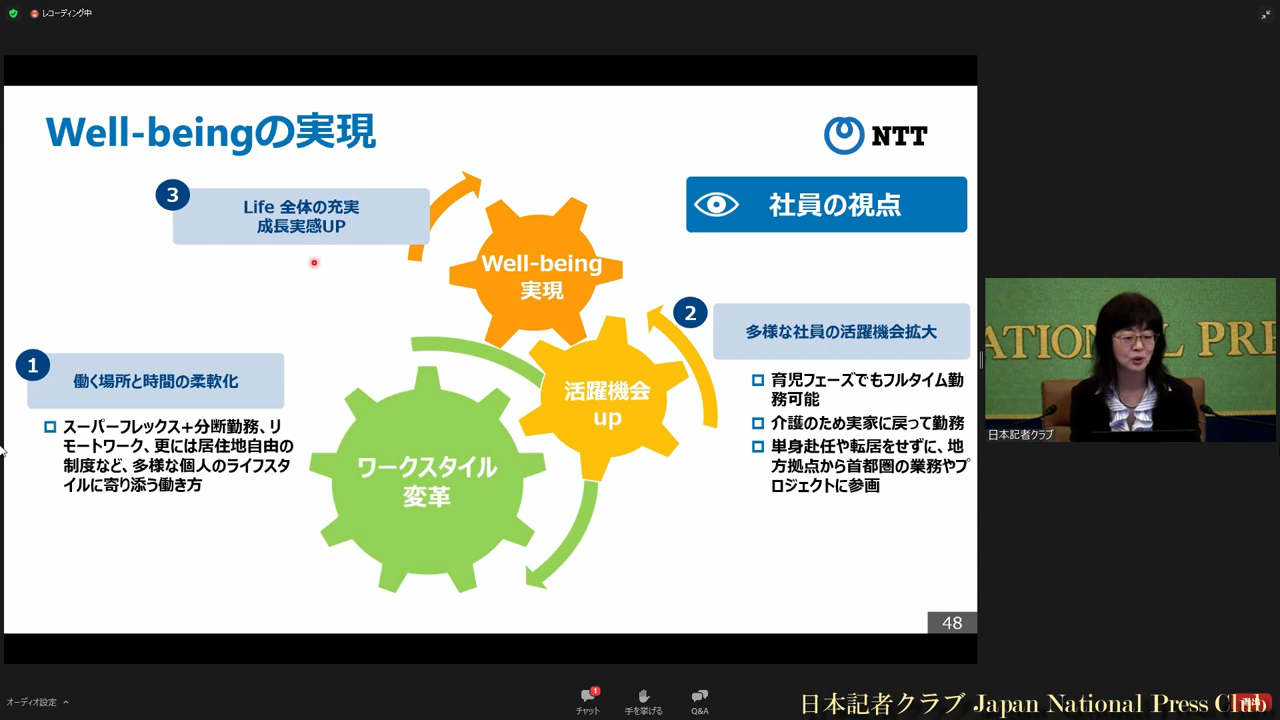 レコーディング中
Well-beingの実現
NTT
3
Life 全体の充実
成長実感UP
社員の視点
Well-being
実現
2
多様な社員の活躍機会拡大
1
働く場所と時間の柔軟化
活躍機会
up
育児フェーズでもフルタイム勤
務可能
介護のため実家に戻って勤務
単身赴任や転居をせずに、地
方拠点から首都圏の業務やプ
ロジェクトに参画
スーパーフレックス+分断勤務、リ
モートワーク、更には居住地自由の
制度など、多様な個人のライフスタ
イルに寄り添う働き方
ワークスタイル
変革
48
ATIONAL PRE
日本記者クラブ
オーディオ設定
1
チャット
手を挙げる
Q&A
日本記者クラブ Japan National Press Club